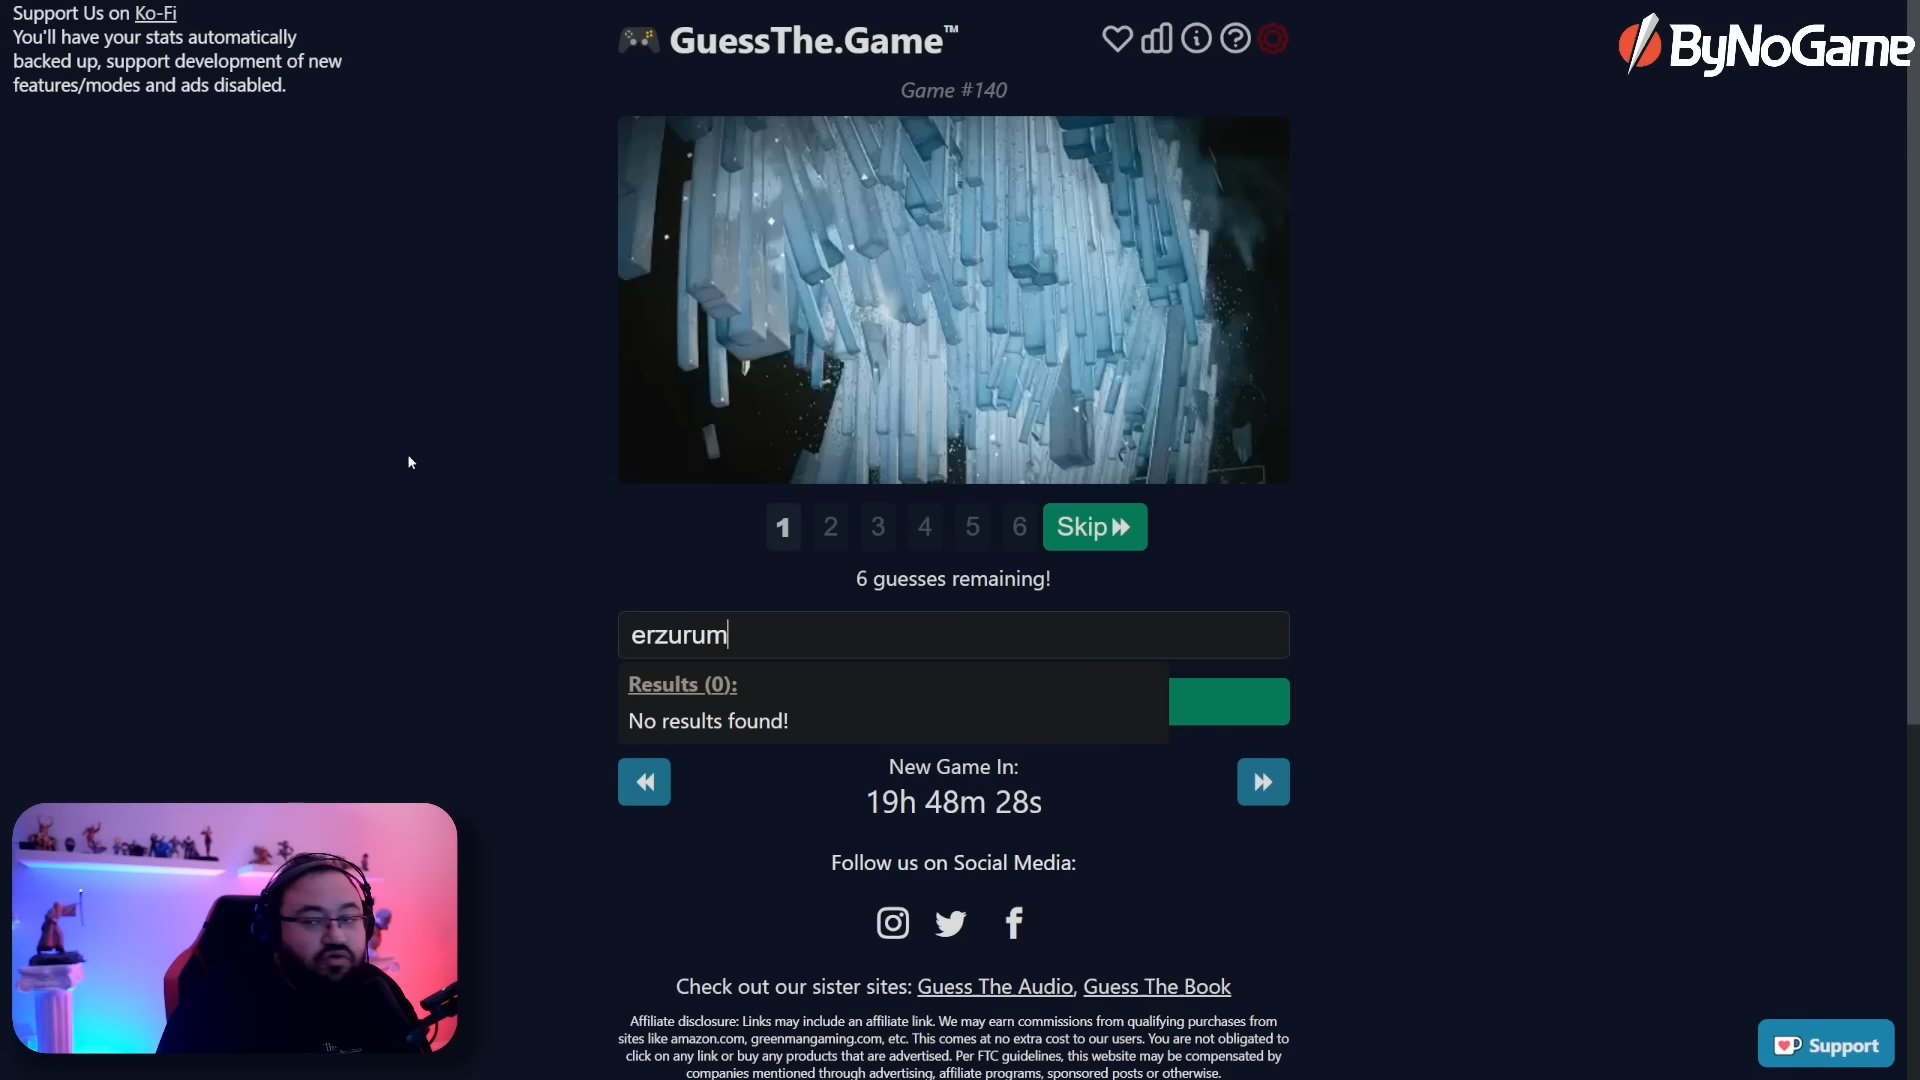 Support Us on Ko-Fi
You'll have your stats automatically
backed up, support development of new
features/modes and ads disabled.
GuessThe.Game™
ByNoGame
Game #140
1 2 3 4 5 6 Skip
6 guesses remaining!
erzurum
Results (0):
No results found!
New Game In:
19h 48m 28s
Follow us on Social Media:
Check out our sister sites: Guess The Audio, Guess The Book
Affiliate disclosure: Links may include an affiliate link. We may earn commissions from qualifying purchases from
sites like amazon.com, greenmangaming.com, etc. This comes at no extra cost to our users. You are not obligated to
click on any link or buy any products that are advertised. Per FTC guidelines, this website may be compensated by
companies mentioned through advertising, affiliate programs, sponsored posts or otherwise.
Support